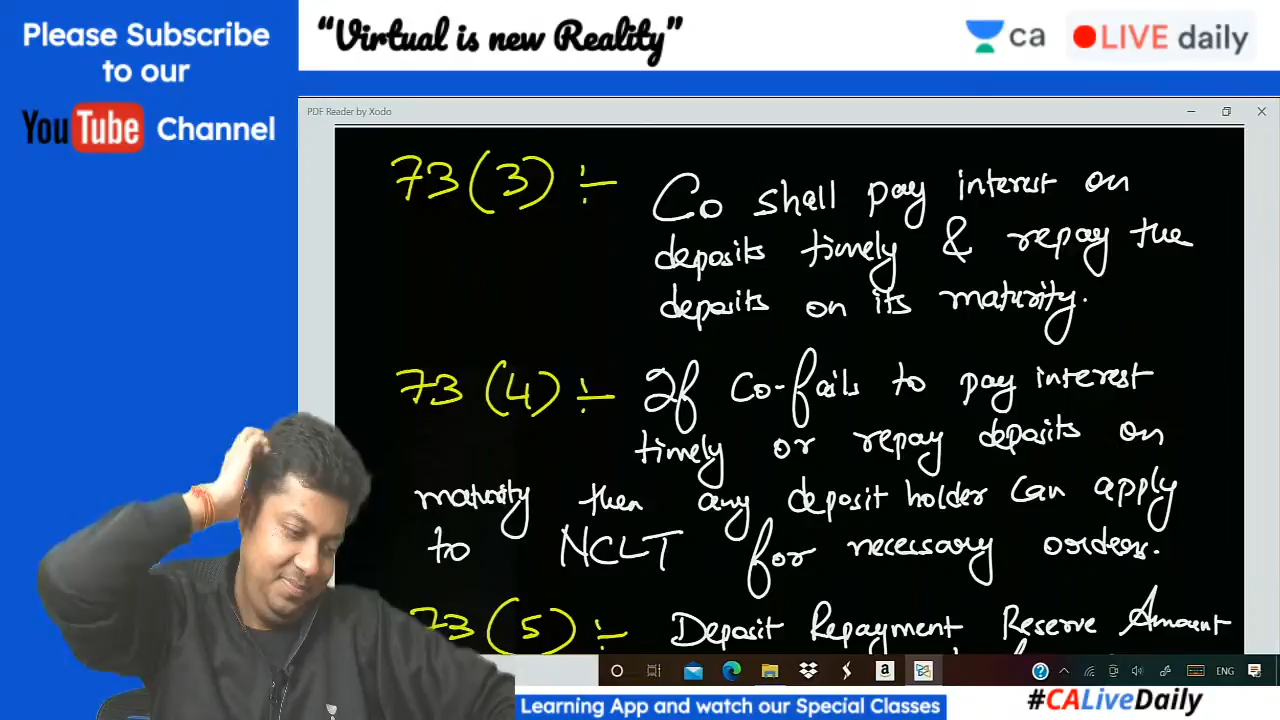 Please Subscribe
to our
YouTube Channel
“Virtual is new Reality”
ca
LIVE daily
PDF Reader by Xodo
73(3) :-
Co shall pay interest on
deposits timely & repay the
deposits on its maturity.
73 (4) :- If Co-fails to pay interest
timely or repay deposits on
maturity then any deposit holder can apply
to NCLT for necessary orders.
73 (5) :- Deposit Repayment Reserve Amount
ENG
Learning App and watch our Special Classes
#CALiveDaily